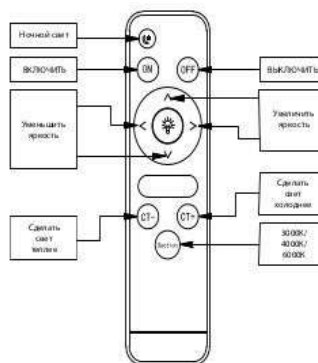 Ночной свет
ВКЛЮЧИТЬ
ON
OFF
ВЫКЛЮЧИТЬ
Уменьшить
яркость
Увеличить
яркость
Сделать
свет
теплее
CT-
CT+
Сделать
свет
холоднее
Section
3000K/
4000K/
6000K